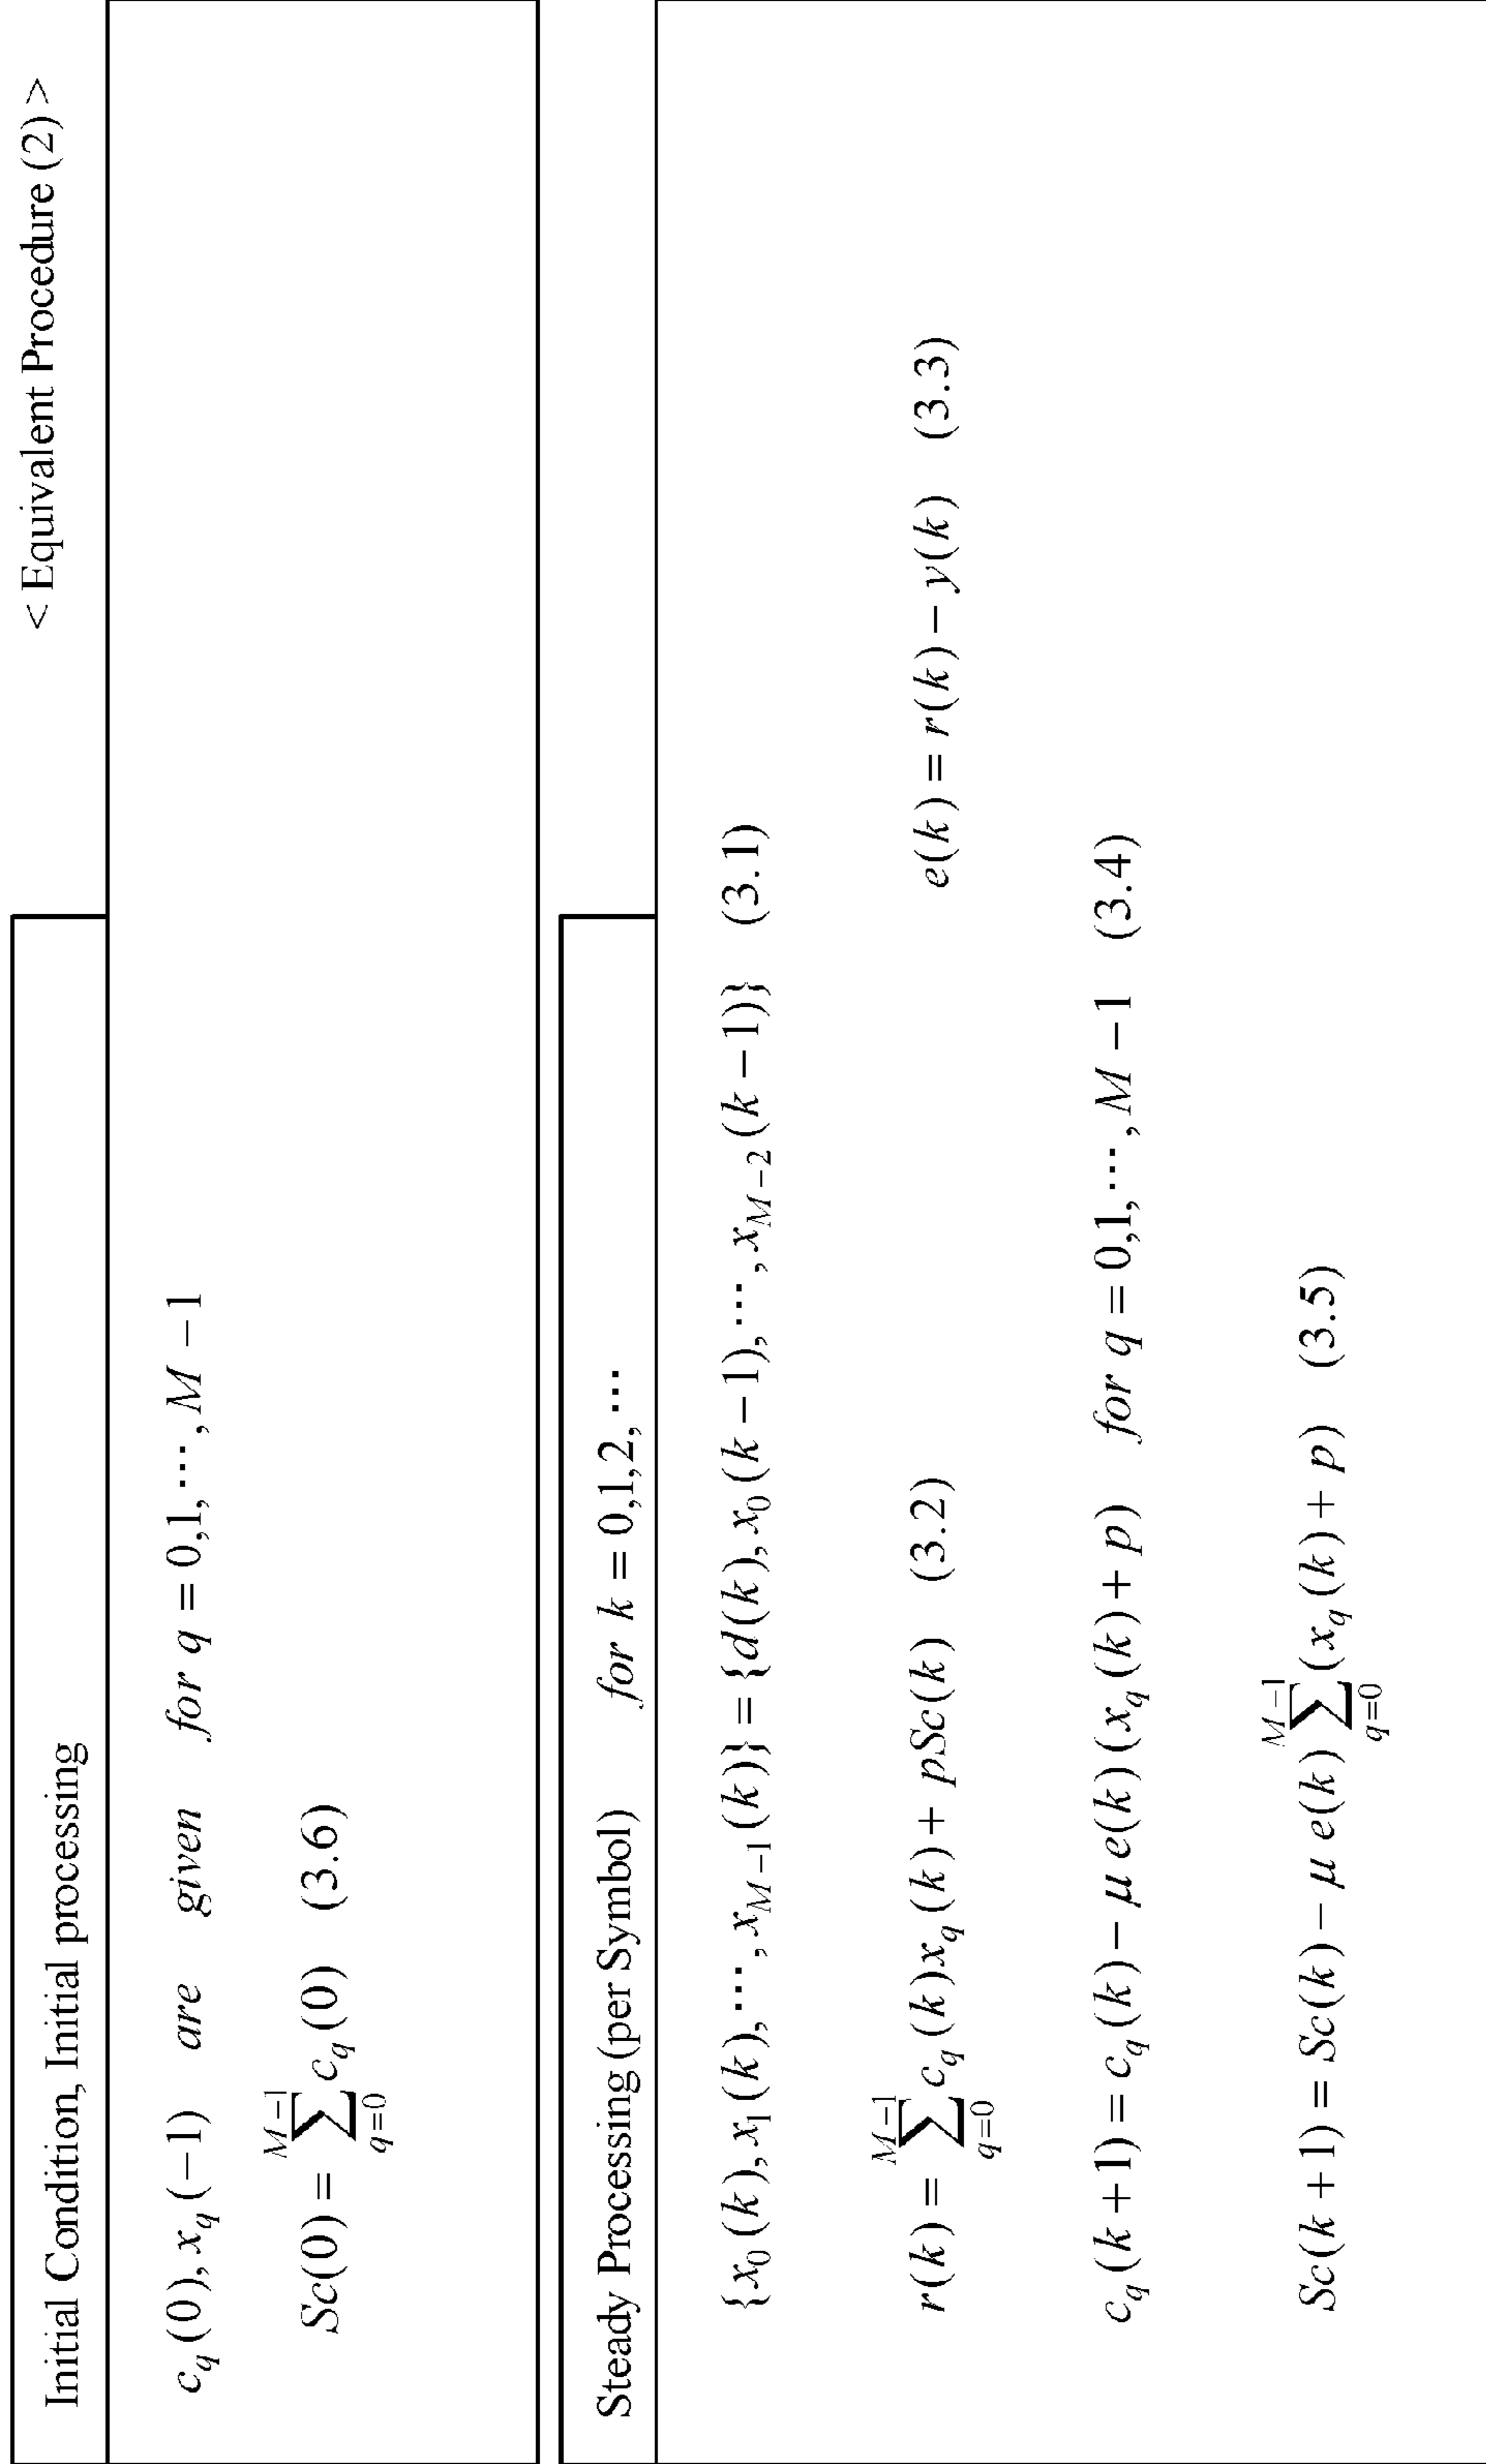 < Equivalent Procedure (2) >
Initial Condition, Initial processing
c_q(0), x_q(−1) are given for q = 0,1,⋯,M −1
Sc(0) = ∑_{q=0}^{M−1} c_q(0) (3.6)
Steady Processing (per Symbol) for k = 0,1,2,⋯
{x_0(k), x_1(k),⋯, x_{M−1}(k)} = {d(k), x_0(k −1),⋯, x_{M−2}(k −1)} (3.1)
r(k) = ∑_{q=0}^{M−1} c_q(k)x_q(k) + pSc(k) (3.2) e(k) = r(k) − y(k) (3.3)
c_q(k +1) = c_q(k) − μ e(k)(x_q(k) + p) for q = 0,1,⋯,M −1 (3.4)
Sc(k +1) = Sc(k) − μ e(k) ∑_{q=0}^{M−1} (x_q(k) + p) (3.5)